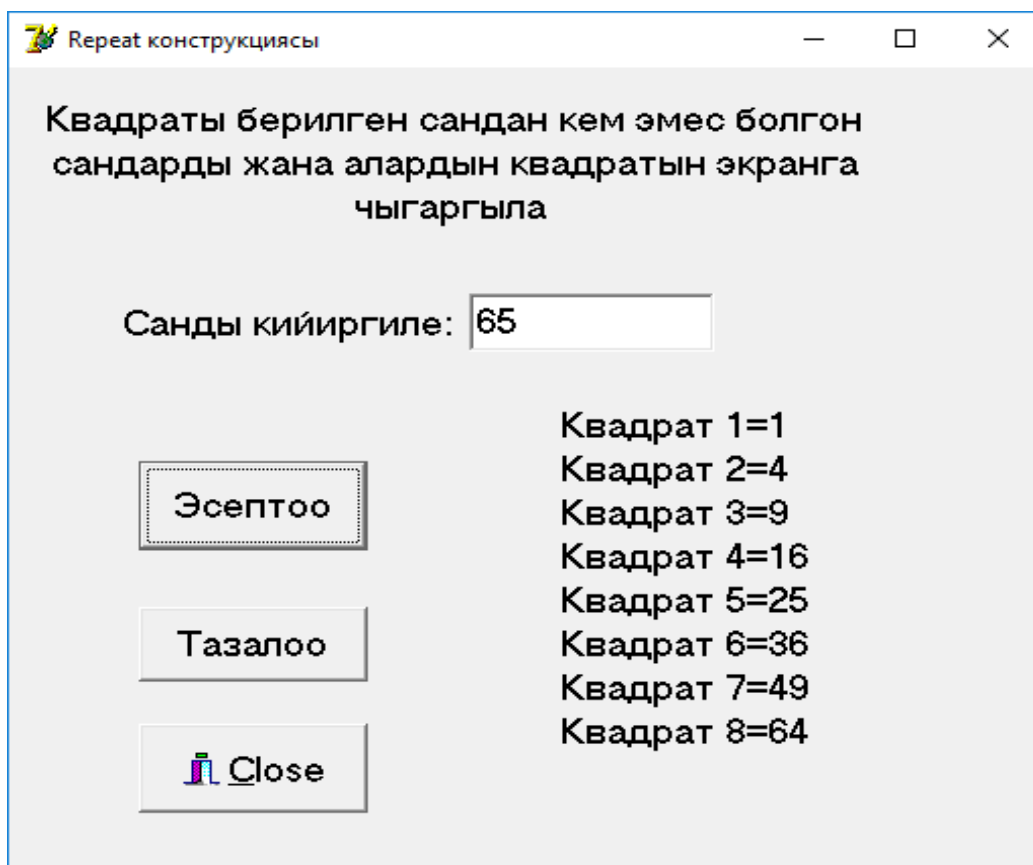 Repeat конструкциясы
Квадраты берилген сандан кем эмес болгон
сандарды жана алардын квадратын экранга
чыгаргыла
Санды кийиргиле: 65
Квадрат 1=1
Квадрат 2=4
Квадрат 3=9
Квадрат 4=16
Квадрат 5=25
Квадрат 6=36
Квадрат 7=49
Квадрат 8=64
Эсептоо
Тазалоо
Close